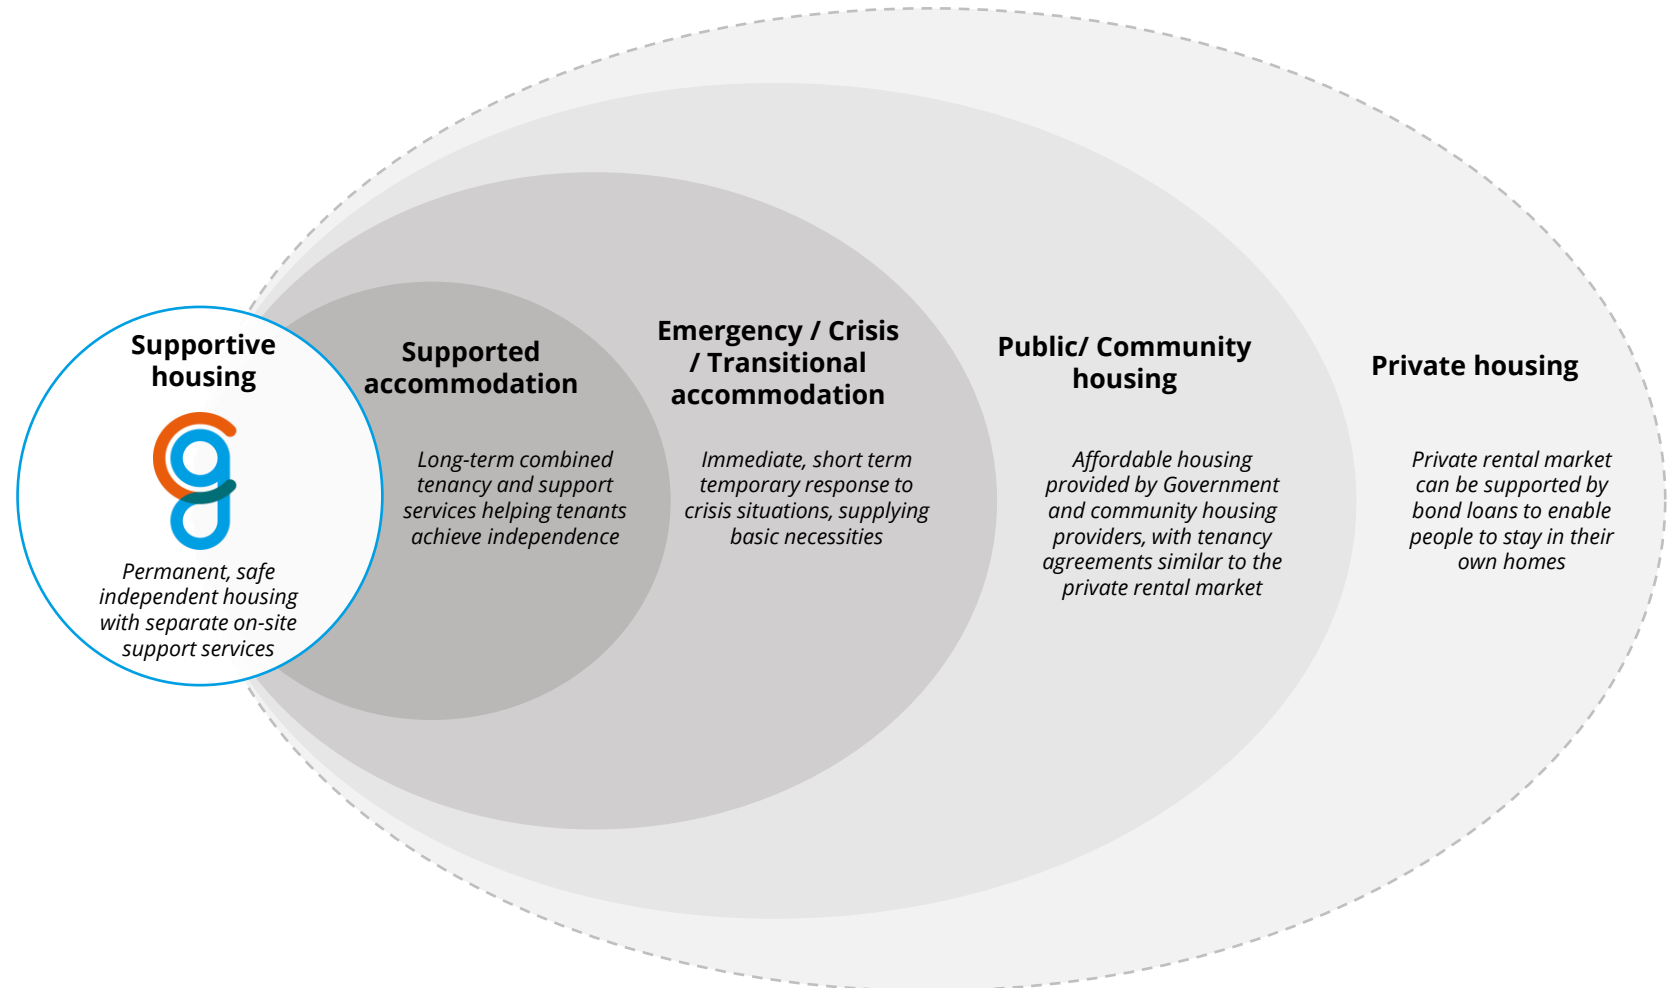 Supportive
housing
Permanent, safe
independent housing
with separate on-site
support services
Supported
accommodation
Long-term combined
tenancy and support
services helping tenants
achieve independence
Emergency / Crisis
/ Transitional
accommodation
Immediate, short term
temporary response to
crisis situations, supplying
basic necessities
Public/ Community
housing
Affordable housing
provided by Government
and community housing
providers, with tenancy
agreements similar to the
private rental market
Private housing
Private rental market
can be supported by
bond loans to enable
people to stay in their
own homes